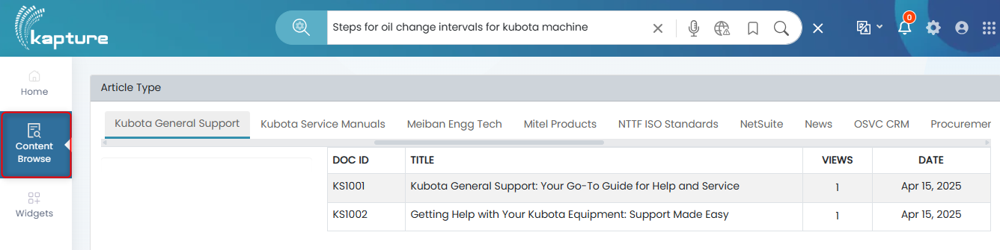 kapture
Steps for oil change intervals for kubota machine
0
Home
Content
Browse
Widgets
Article Type
Kubota General Support Kubota Service Manuals Meiban Engg Tech Mitel Products NTTF ISO Standards NetSuite News OSVC CRM Procuremen
DOC ID TITLE VIEWS DATE
KS1001 Kubota General Support: Your Go-To Guide for Help and Service 1 Apr 15, 2025
KS1002 Getting Help with Your Kubota Equipment: Support Made Easy 1 Apr 15, 2025